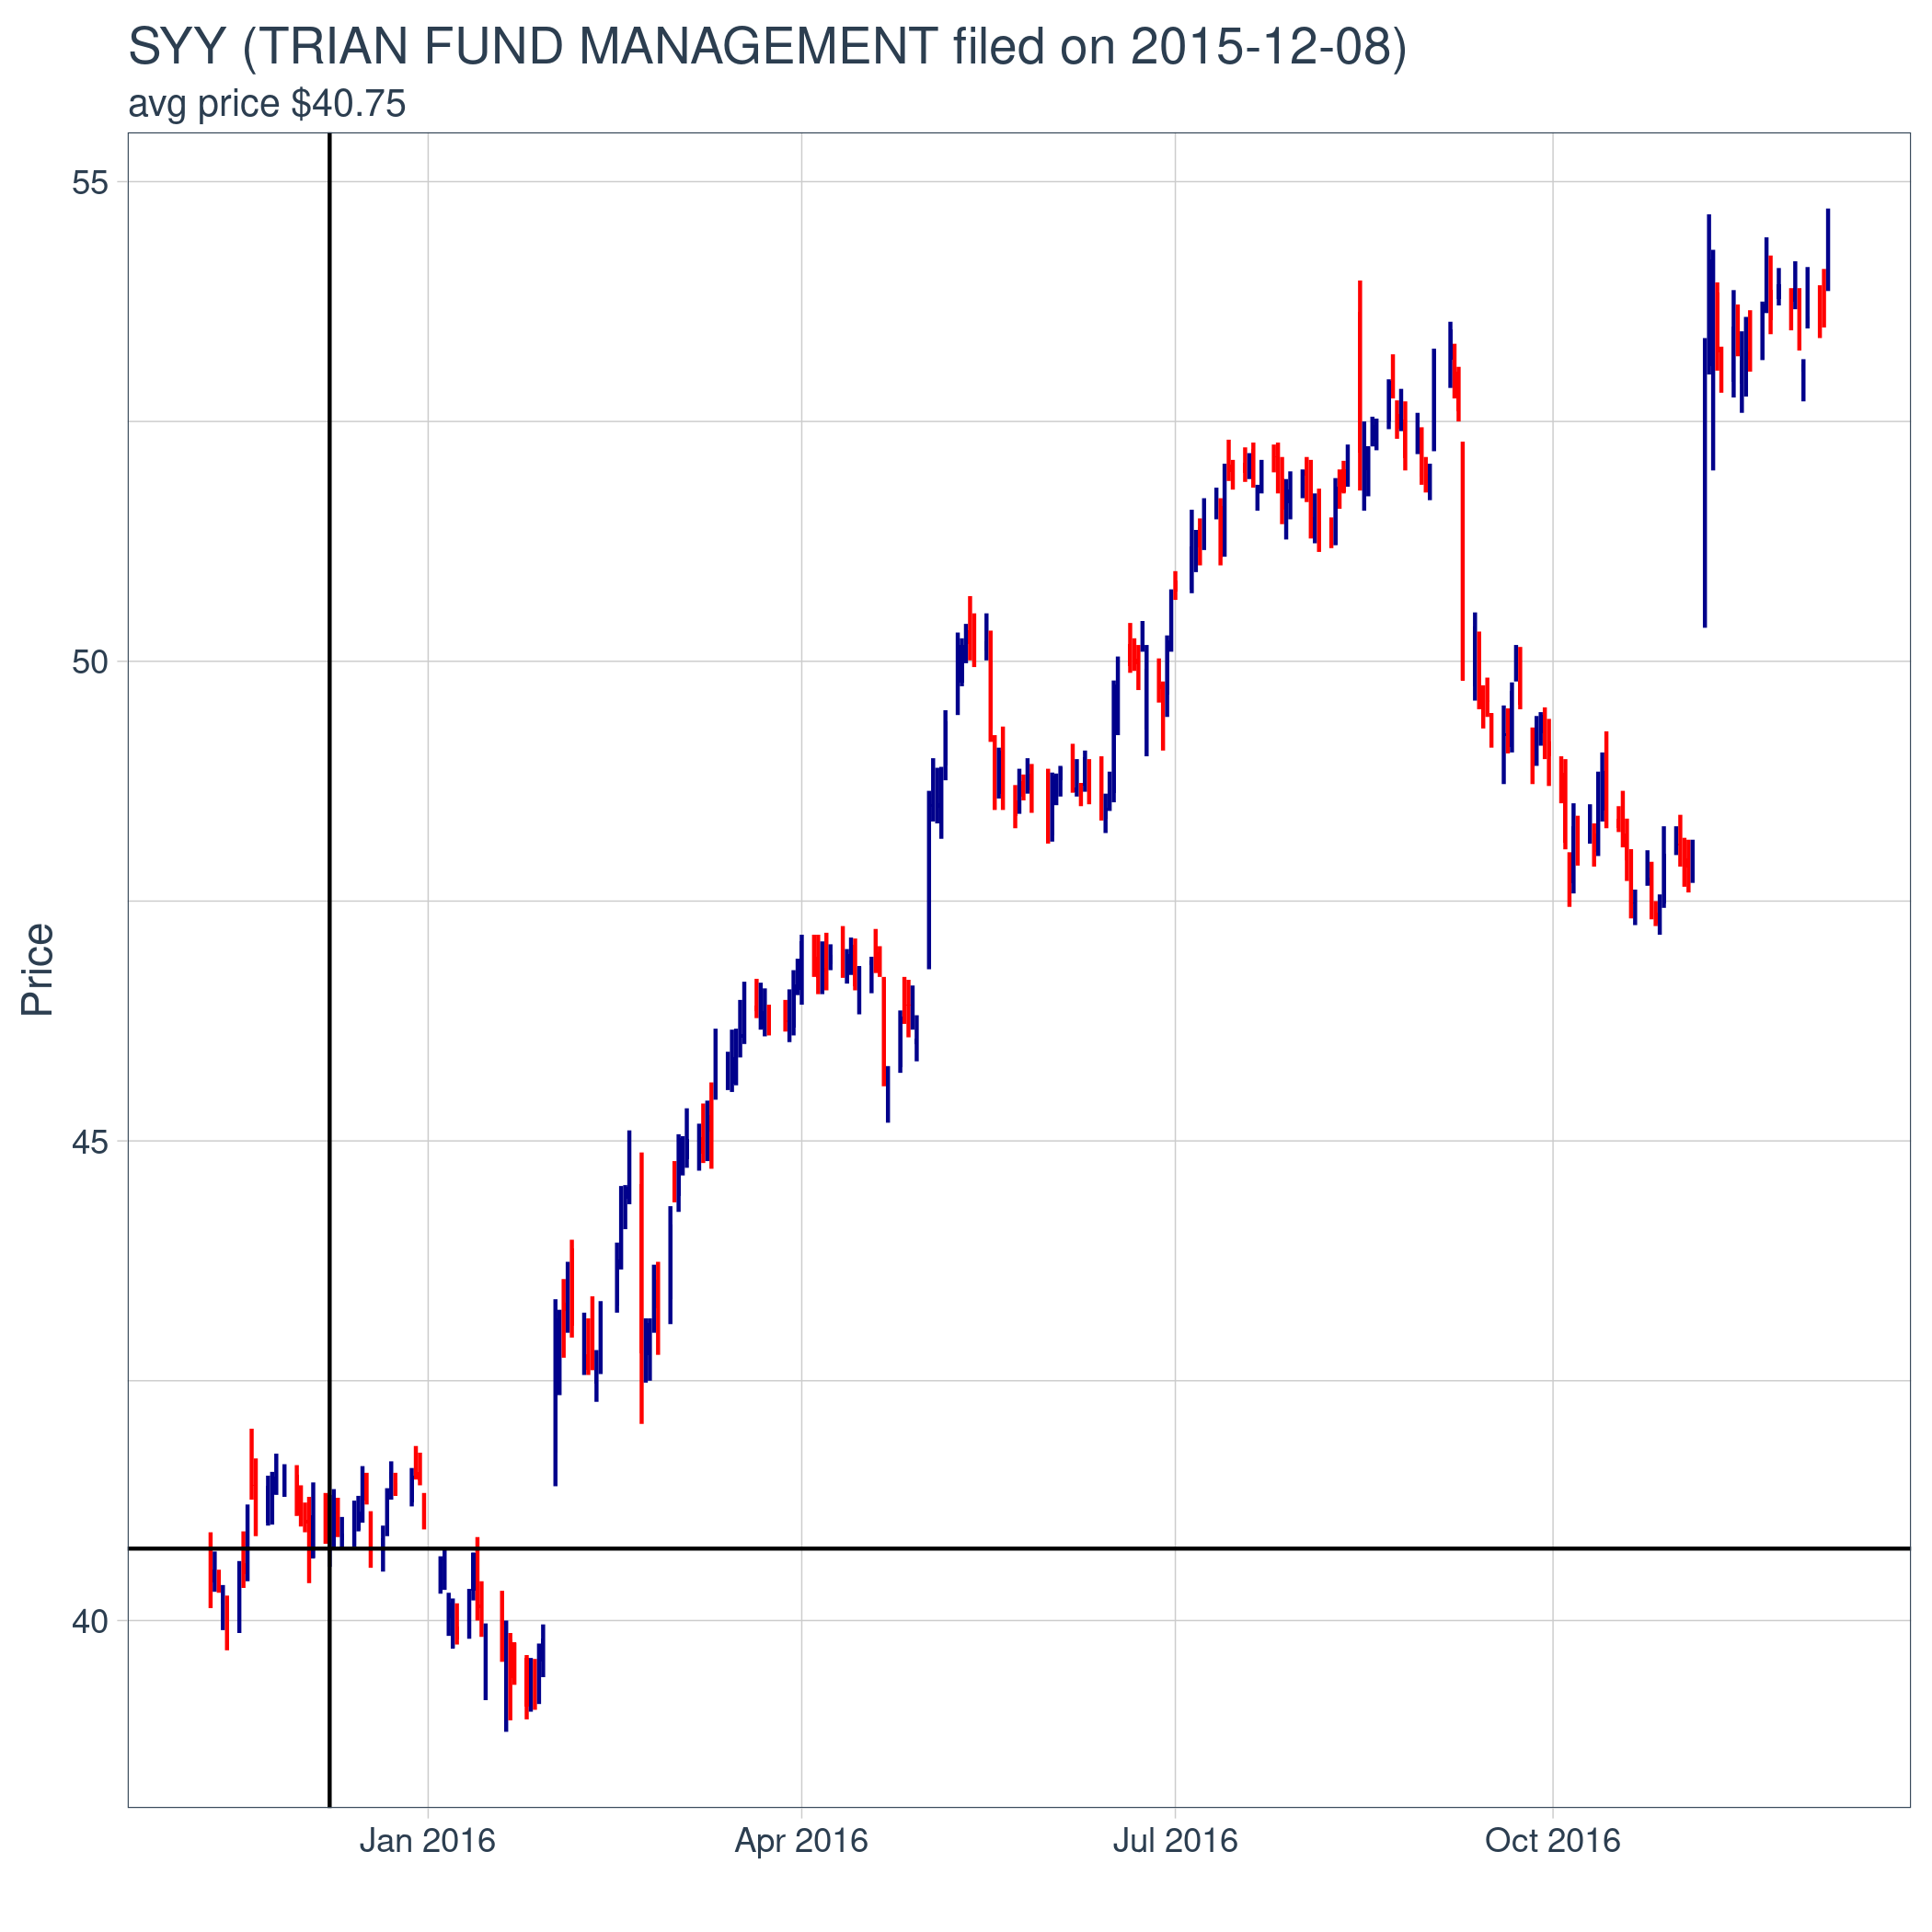 SYY (TRIAN FUND MANAGEMENT filed on 2015-12-08)
avg price $40.75
55
50
45
40
Price
Jan 2016
Apr 2016
Jul 2016
Oct 2016